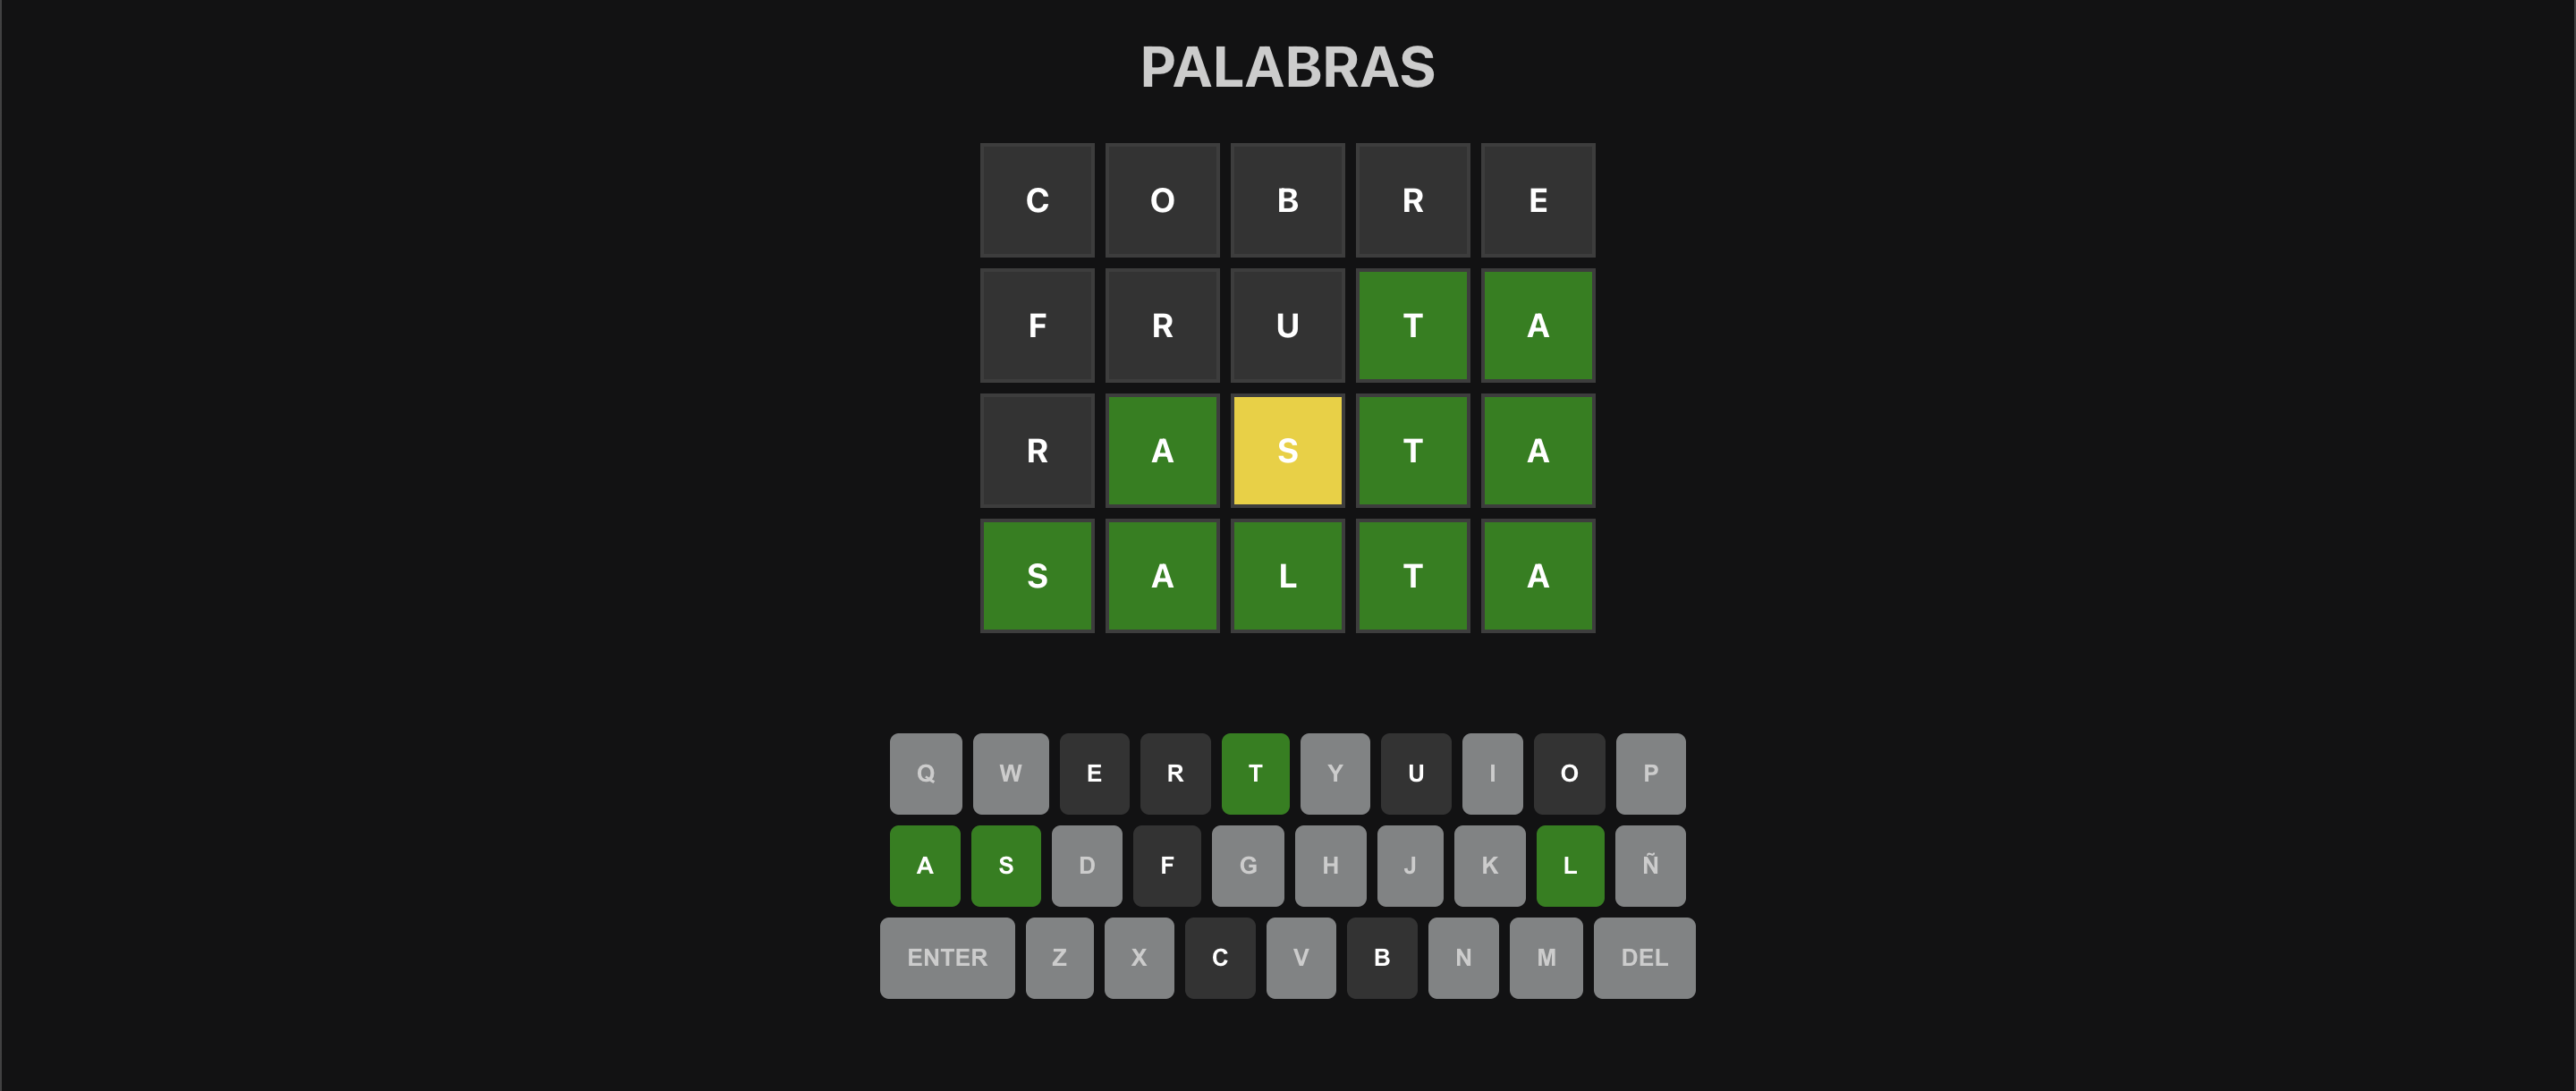 PALABRAS
C O B R E
F R U T A
R A S T A
S A L T A
Q W E R T Y U I O P
A S D F G H J K L Ñ
ENTER Z X C V B N M DEL